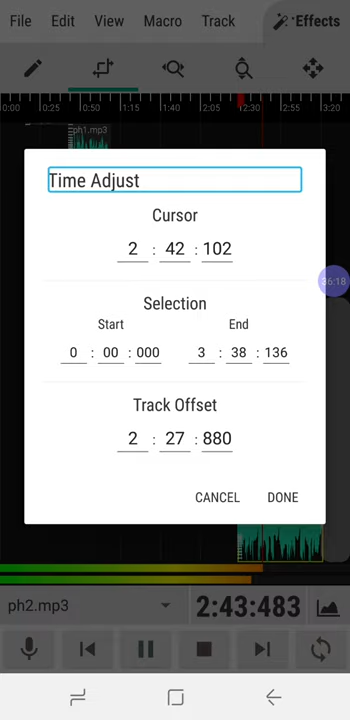 File Edit View Macro Track Effects
0:00 0:25 0:50 1:15 1:40 2:05 2:30 2:55 3:20
ph1.mp3
Time Adjust
Cursor
2 : 42 : 102
36:18
Selection
Start End
0 : 00 : 000 3 : 38 : 136
Track Offset
2 : 27 : 880
CANCEL DONE
ph2.mp3 2:43:483